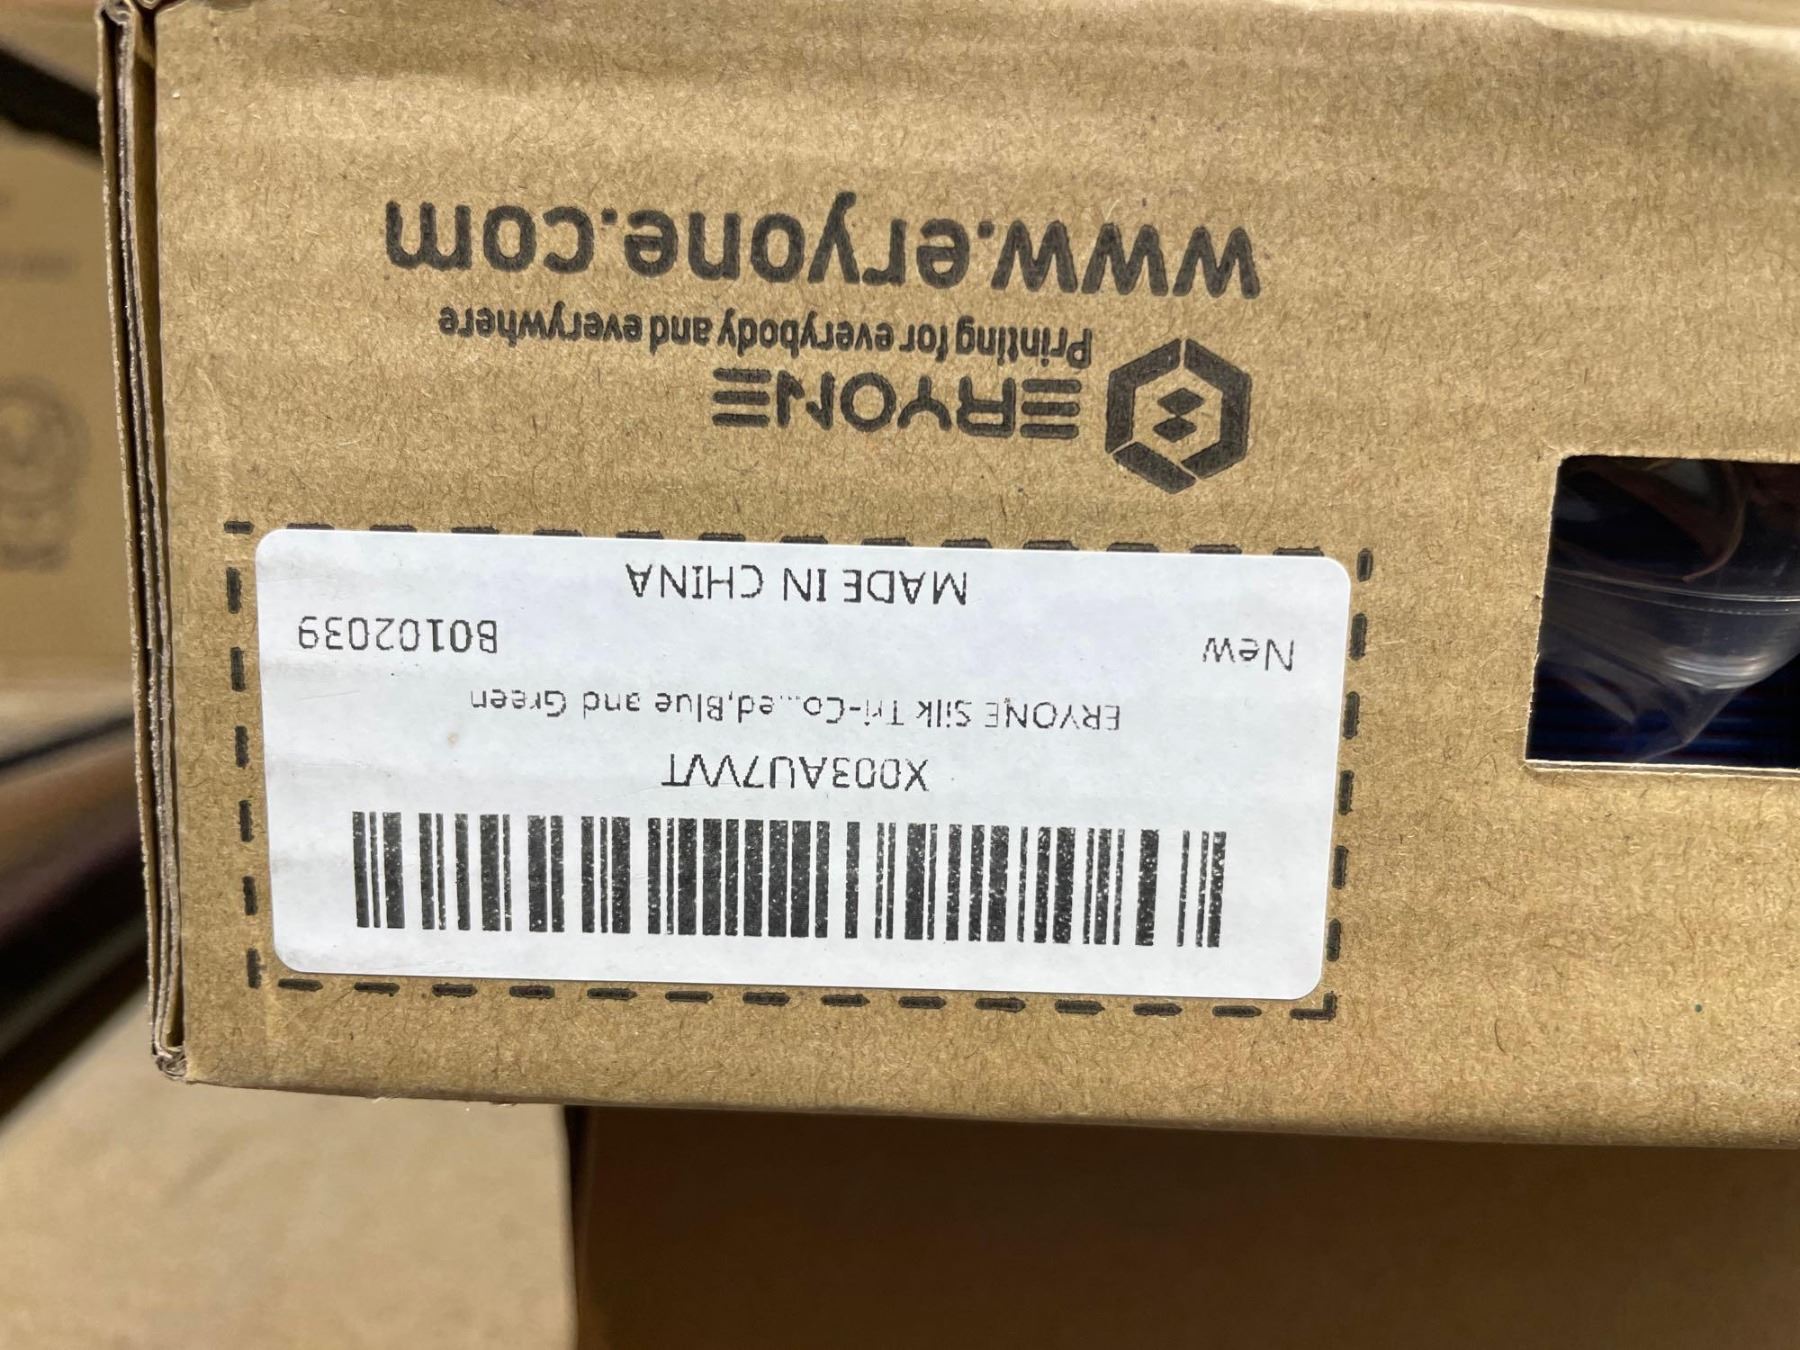 X003AU7VVT
ERYONE Silk Tri-Co...ed,Blue and Green
New B0102039
MADE IN CHINA
ERYONE
Printing for everybody and everywhere
www.eryone.com